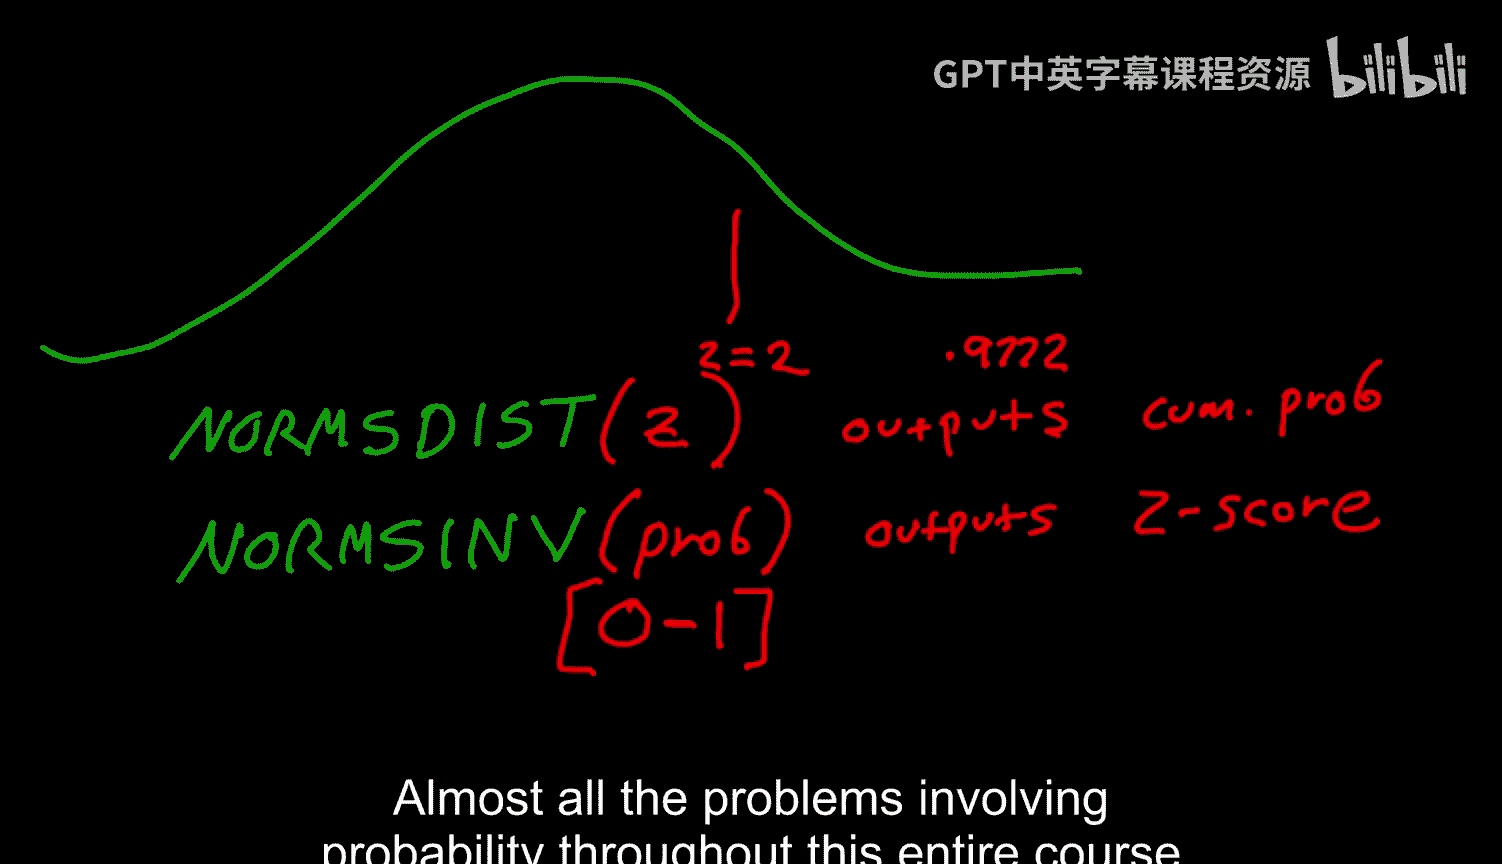 GPT中英字幕课程资源 bilibili
z=2 .9772
NORMSDIST(z) outputs cum. prob
NORMSINV(prob) outputs z-score
[0-1]
Almost all the problems involving
probability throughout this entire course